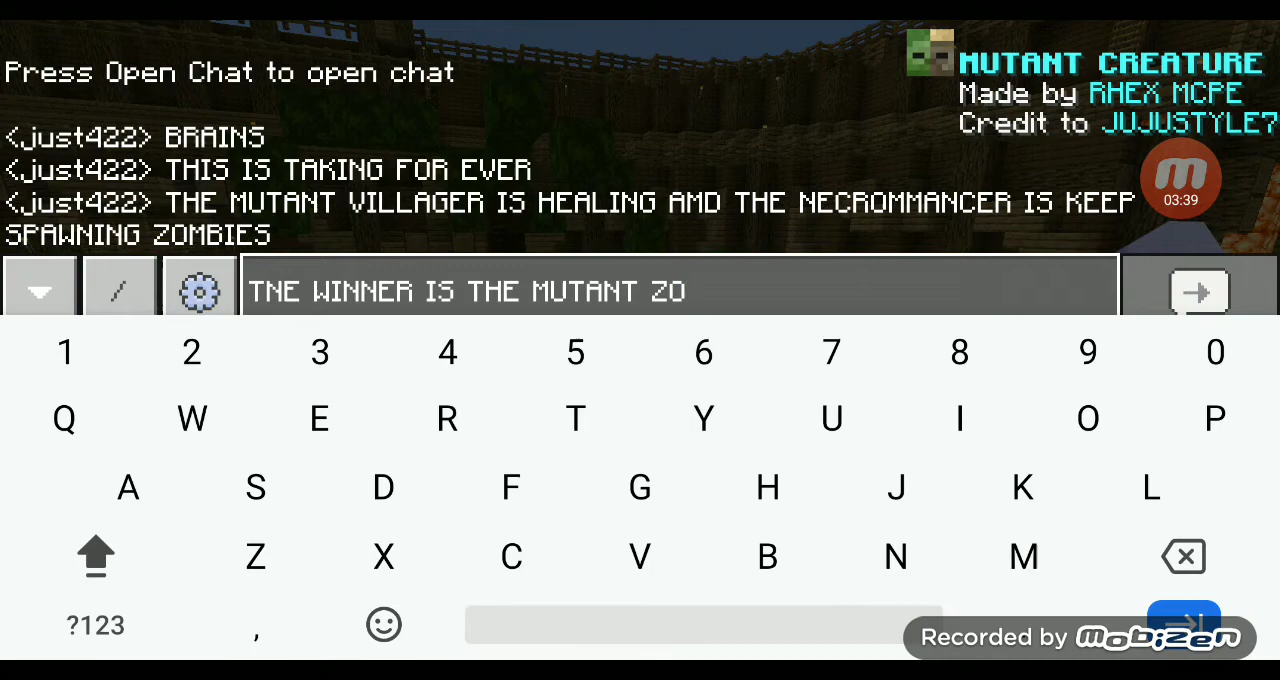 Press Open Chat to open chat
MUTANT CREATURE
Made by RHEX MCPE
Credit to JUJUSTYLE7
<just422> BRAINS
<just422> THIS IS TAKING FOR EVER
<just422> THE MUTANT VILLAGER IS HEALING AMD THE NECROMMANCER IS KEEP
SPAWNING ZOMBIES
03:39
/
TNE WINNER IS THE MUTANT ZO
1 2 3 4 5 6 7 8 9 0
Q W E R T Y U I O P
A S D F G H J K L
Z X C V B N M
?123 ,
Recorded by mobizen